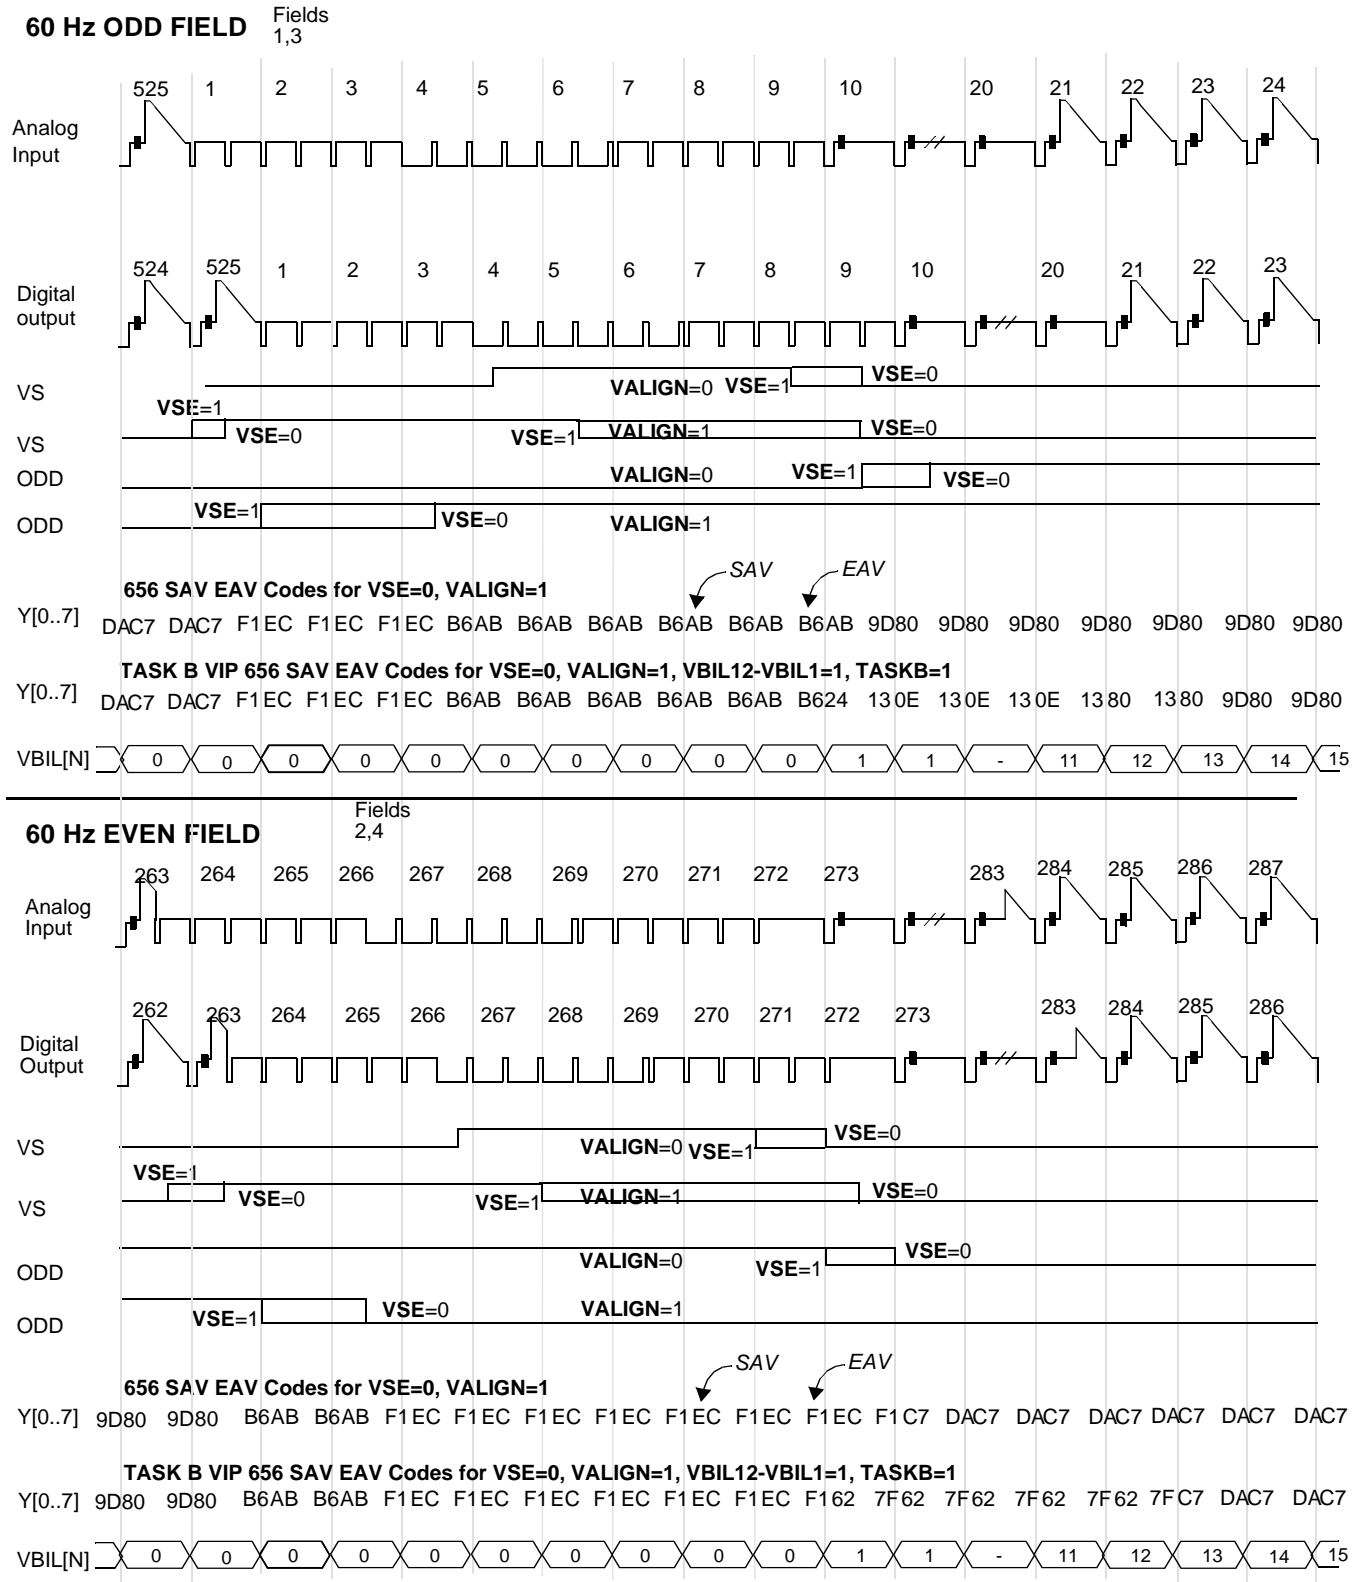 60 Hz ODD FIELD
Fields
1,3
525 1 2 3 4 5 6 7 8 9 10 20 21 22 23 24
Analog
Input
524 525 1 2 3 4 5 6 7 8 9 10 20 21 22 23
Digital
output
VS VALIGN=0 VSE=1 VSE=0
VSE=1
VS VSE=0 VSE=1 VALIGN=1 VSE=0
ODD VALIGN=0 VSE=1 VSE=0
ODD VSE=1 VSE=0 VALIGN=1
SAV EAV
656 SAV EAV Codes for VSE=0, VALIGN=1
Y[0..7] DAC7 DAC7 F1EC F1EC F1EC B6AB B6AB B6AB B6AB B6AB B6AB 9D80 9D80 9D80 9D80 9D80 9D80 9D80
TASK B VIP 656 SAV EAV Codes for VSE=0, VALIGN=1, VBIL12-VBIL1=1, TASKB=1
Y[0..7] DAC7 DAC7 F1EC F1EC F1EC B6AB B6AB B6AB B6AB B6AB B624 130E 130E 130E 1380 1380 9D80 9D80
VBIL[N] 0 0 0 0 0 0 0 0 0 0 1 1 - 11 12 13 14 15
60 Hz EVEN FIELD
Fields
2,4
263 264 265 266 267 268 269 270 271 272 273 283 284 285 286 287
Analog
Input
262 263 264 265 266 267 268 269 270 271 272 273 283 284 285 286
Digital
Output
VS VALIGN=0 VSE=1 VSE=0
VSE=1
VS VSE=0 VSE=1 VALIGN=1 VSE=0
ODD VALIGN=0 VSE=1 VSE=0
ODD VSE=1 VSE=0 VALIGN=1
SAV EAV
656 SAV EAV Codes for VSE=0, VALIGN=1
Y[0..7] 9D80 9D80 B6AB B6AB F1EC F1EC F1EC F1EC F1EC F1EC F1EC F1C7 DAC7 DAC7 DAC7 DAC7 DAC7 DAC7
TASK B VIP 656 SAV EAV Codes for VSE=0, VALIGN=1, VBIL12-VBIL1=1, TASKB=1
Y[0..7] 9D80 9D80 B6AB B6AB F1EC F1EC F1EC F1EC F1EC F1EC F162 7F62 7F62 7F62 7F62 7FC7 DAC7 DAC7
VBIL[N] 0 0 0 0 0 0 0 0 0 0 1 1 - 11 12 13 14 15